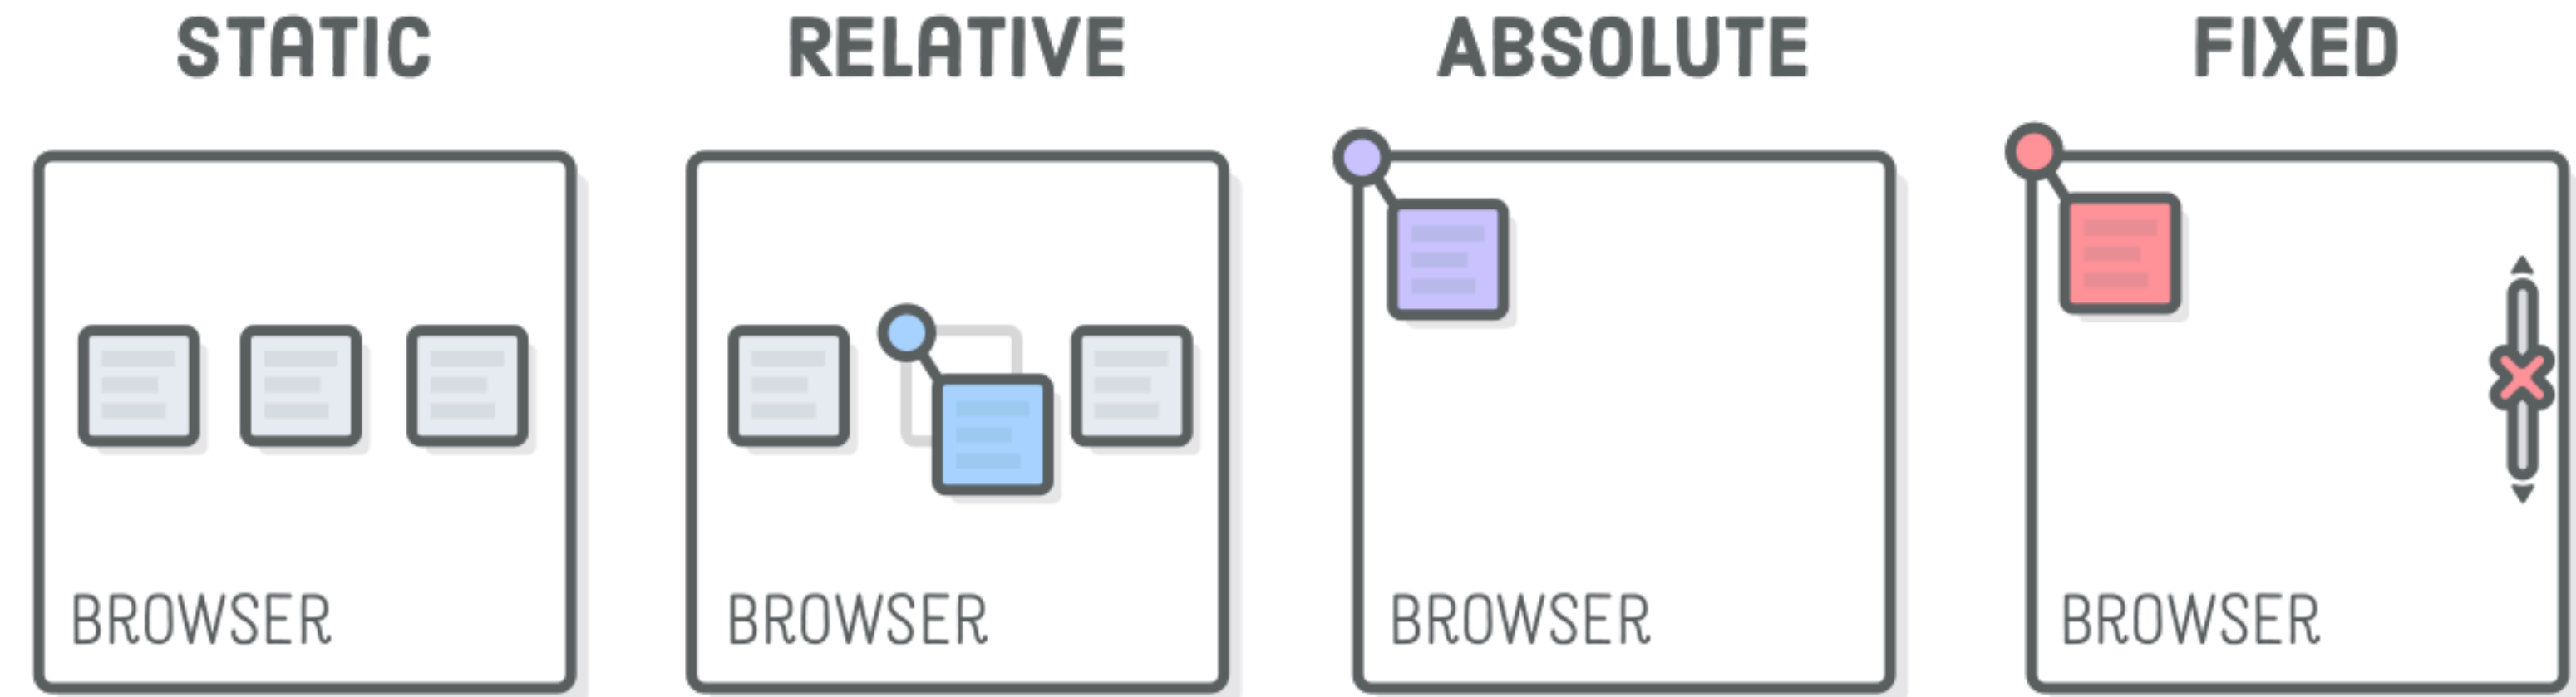 STATIC
RELATIVE
ABSOLUTE
FIXED
BROWSER
BROWSER
BROWSER
BROWSER